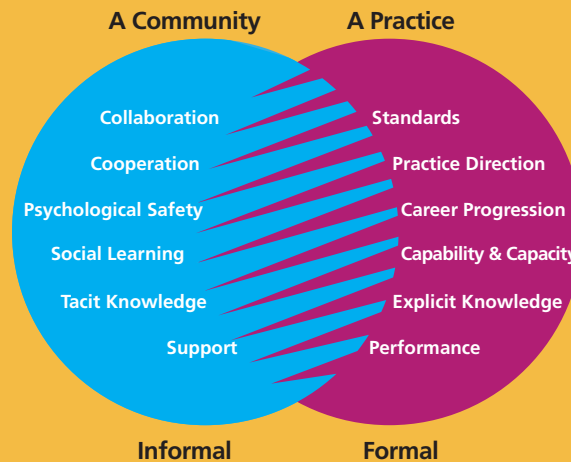 A Community
A Practice
Collaboration
Cooperation
Psychological Safety
Social Learning
Tacit Knowledge
Support
Standards
Practice Direction
Career Progression
Capability & Capacity
Explicit Knowledge
Performance
Informal
Formal